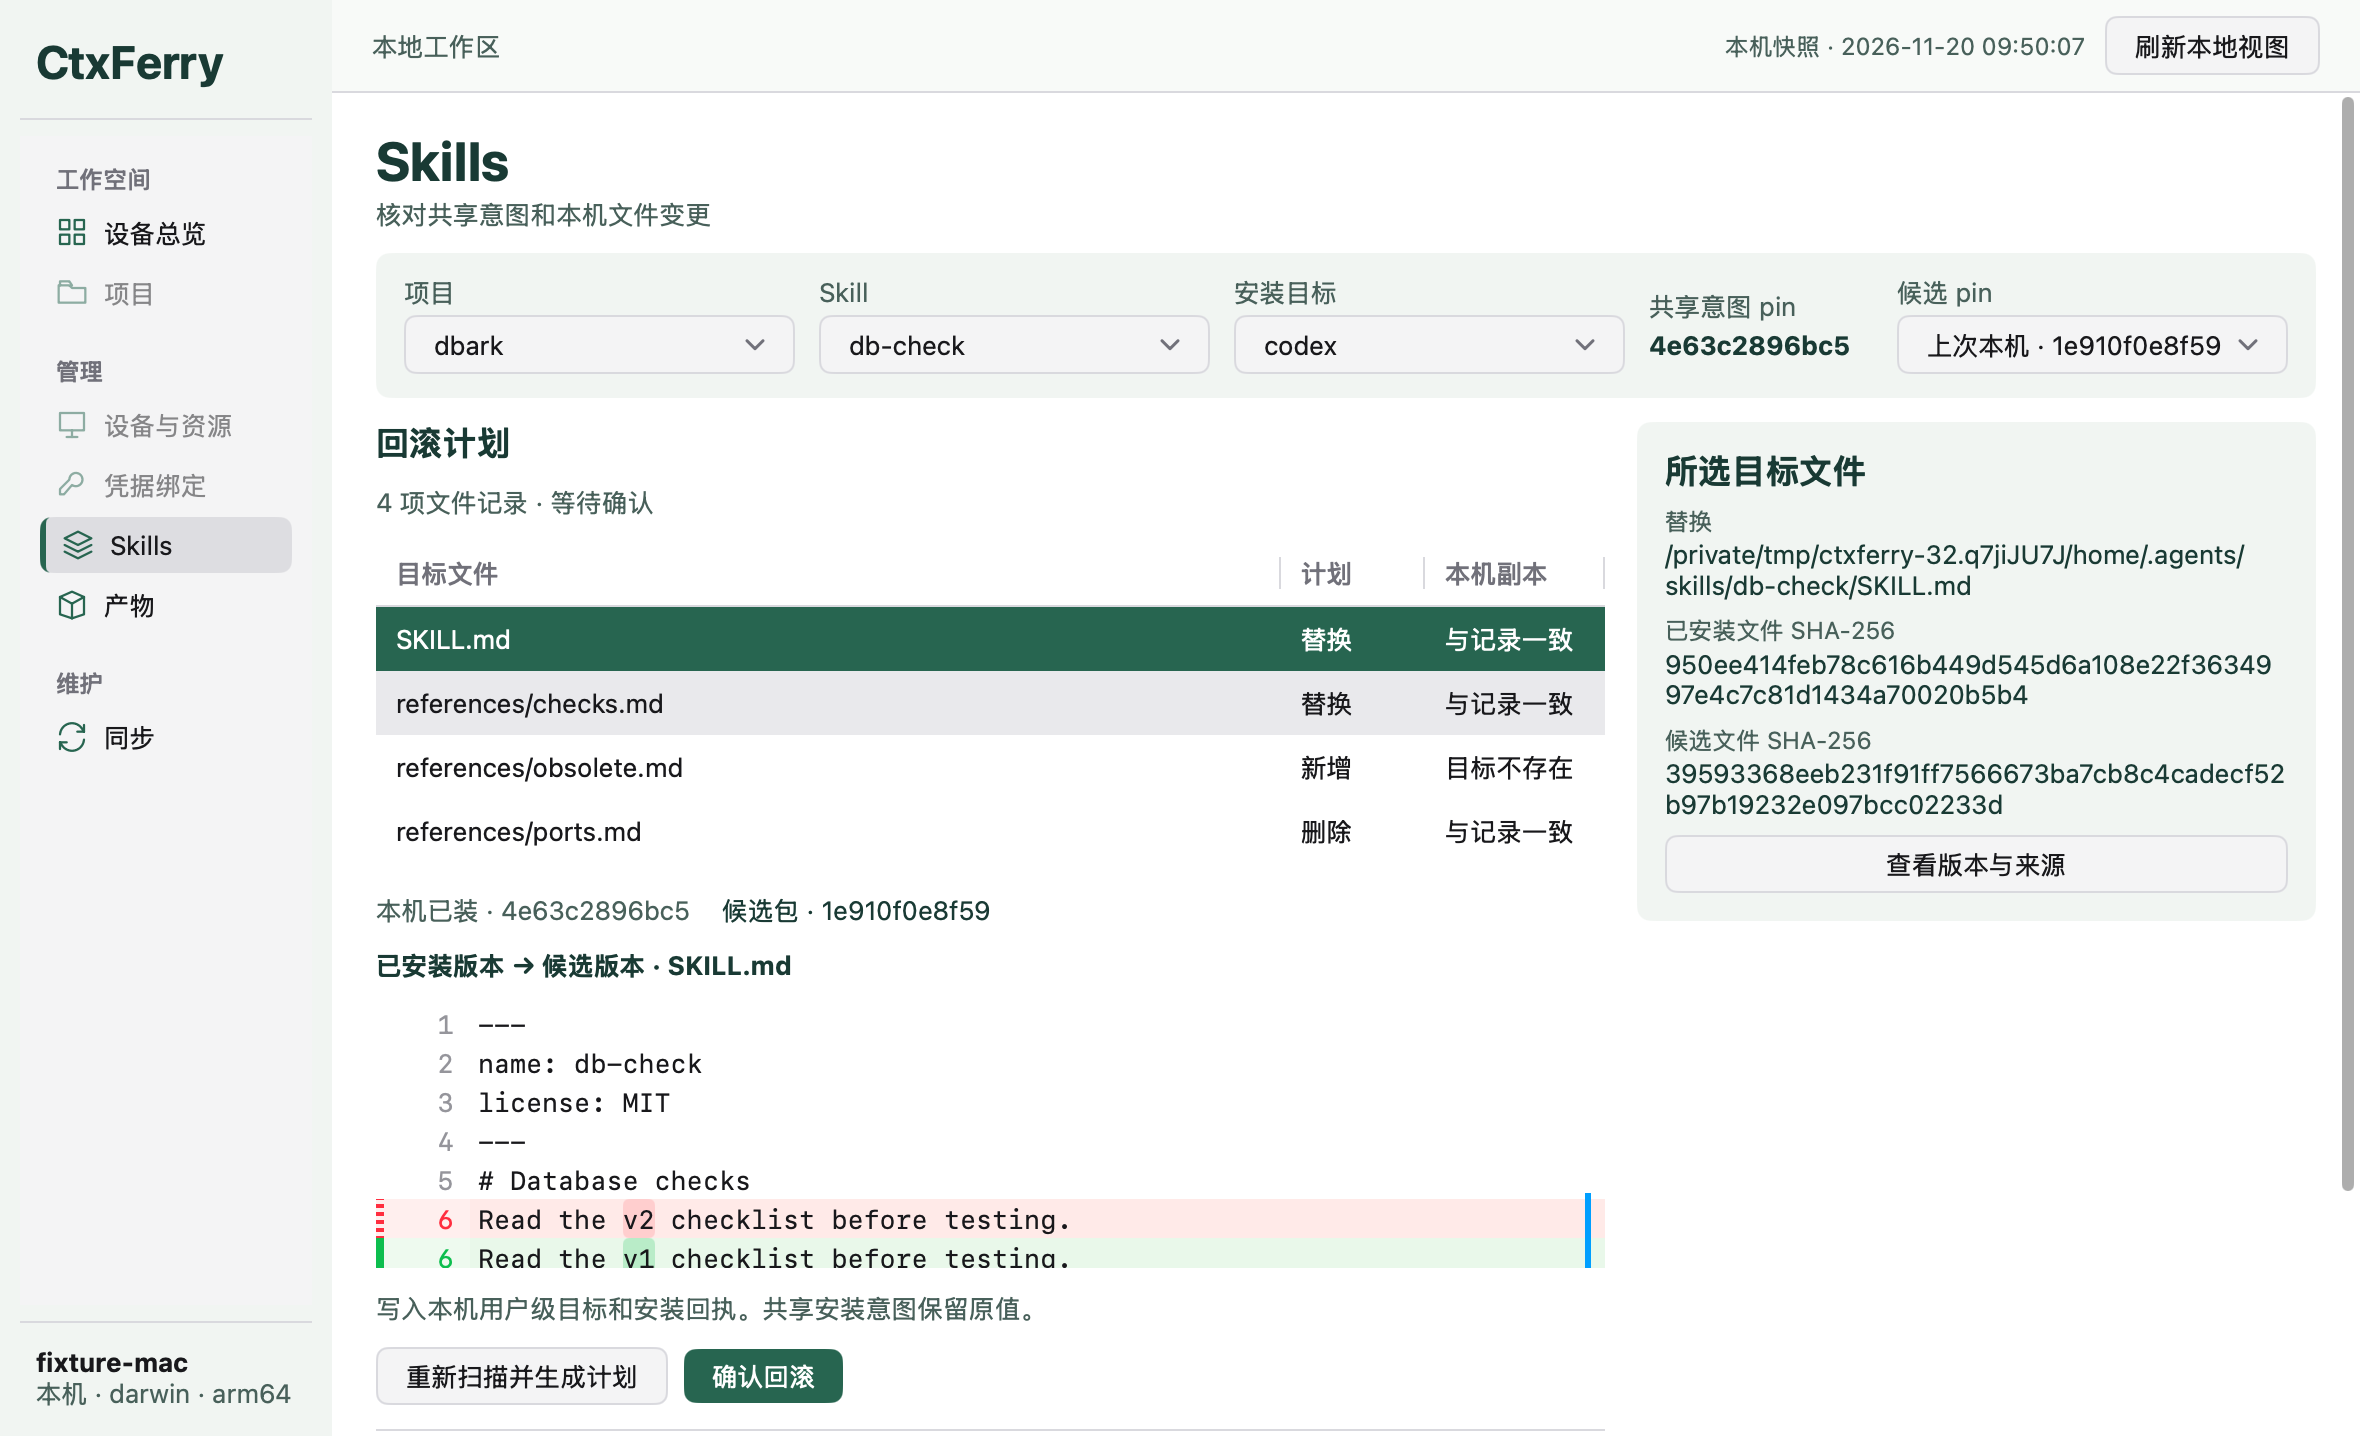 CtxFerry
工作空间
设备总览
项目
管理
设备与资源
凭据绑定
Skills
产物
维护
同步
fixture-mac
本机 · darwin · arm64
本地工作区
本机快照 · 2026-11-20 09:50:07
刷新本地视图
Skills
核对共享意图和本机文件变更
项目
dbark
Skill
db-check
安装目标
codex
共享意图 pin
4e63c2896bc5
候选 pin
上次本机 · 1e910f0e8f59
回滚计划
4 项文件记录 · 等待确认
目标文件 计划 本机副本
SKILL.md 替换 与记录一致
references/checks.md 替换 与记录一致
references/obsolete.md 新增 目标不存在
references/ports.md 删除 与记录一致
本机已装 · 4e63c2896bc5 候选包 · 1e910f0e8f59
已安装版本 → 候选版本 · SKILL.md
1 ---
2 name: db-check
3 license: MIT
4 ---
5 # Database checks
6 Read the v2 checklist before testing.
6 Read the v1 checklist before testing.
写入本机用户级目标和安装回执。共享安装意图保留原值。
重新扫描并生成计划
确认回滚
所选目标文件
替换
/private/tmp/ctxferry-32.q7jiJU7J/home/.agents/
skills/db-check/SKILL.md
已安装文件 SHA-256
950ee414feb78c616b449d545d6a108e22f36349
97e4c7c81d1434a70020b5b4
候选文件 SHA-256
39593368eeb231f91ff7566673ba7cb8c4cadecf52
b97b19232e097bcc02233d
查看版本与来源